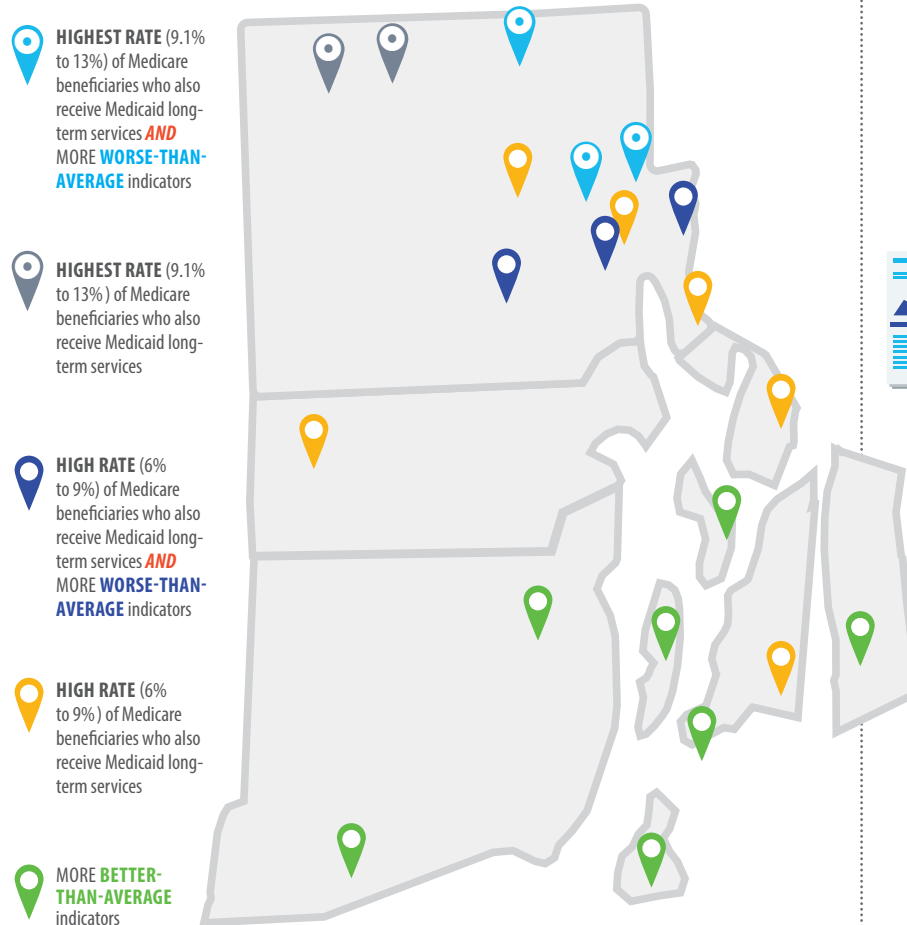 HIGHEST RATE (9.1%
to 13%) of Medicare
beneficiaries who also
receive Medicaid long-
term services AND
MORE WORSE-THAN-
AVERAGE indicators
HIGHEST RATE (9.1%
to 13% ) of Medicare
beneficiaries who also
receive Medicaid long-
term services
HIGH RATE (6%
to 9%) of Medicare
beneficiaries who also
receive Medicaid long-
term services AND
MORE WORSE-THAN-
AVERAGE indicators
HIGH RATE (6%
to 9% ) of Medicare
beneficiaries who also
receive Medicaid long-
term services
MORE BETTER-
THAN-AVERAGE
indicators